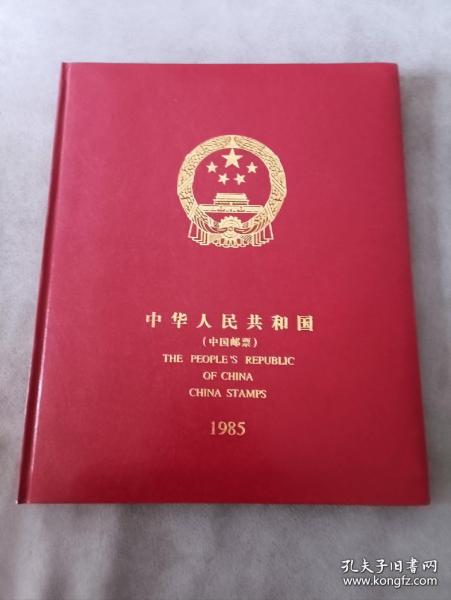 中华人民共和国
（中国邮票）
THE PEOPLE'S REPUBLIC
OF CHINA
CHINA STAMPS
1985
孔夫子旧书网
www.kongfz.com